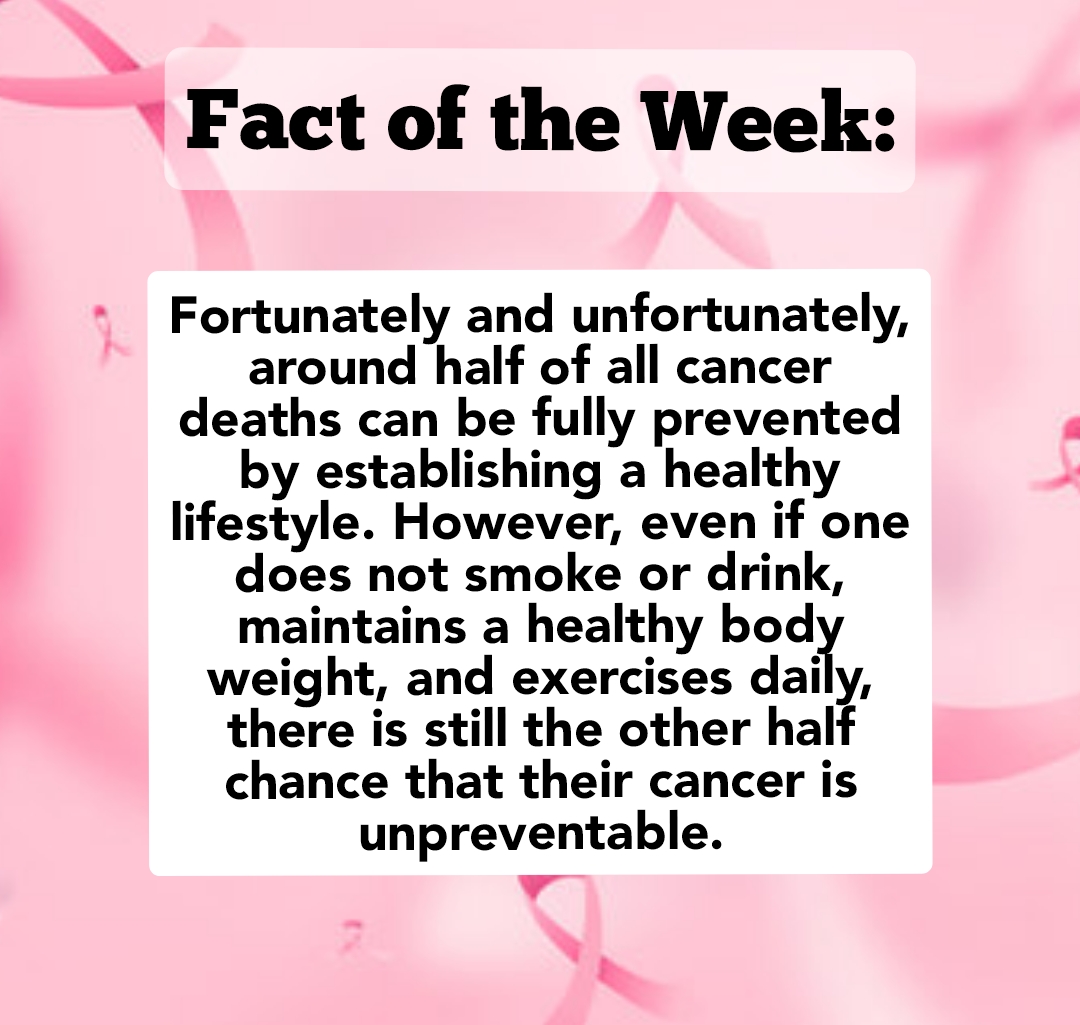 Fact of the Week:
Fortunately and unfortunately,
around half of all cancer
deaths can be fully prevented
by establishing a healthy
lifestyle. However, even if one
does not smoke or drink,
maintains a healthy body
weight, and exercises daily,
there is still the other half
chance that their cancer is
unpreventable.